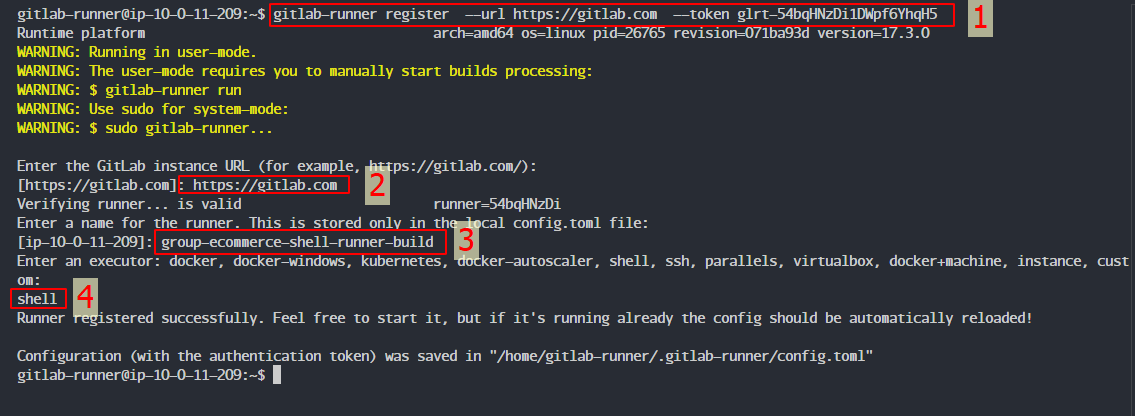 gitlab-runner@ip-10-0-11-209:~$ gitlab-runner register --url https://gitlab.com --token glrt-54bqHNzDi1DWpf6YhqH5 1
Runtime platform arch=amd64 os=linux pid=26765 revision=071ba93d version=17.3.0
WARNING: Running in user-mode.
WARNING: The user-mode requires you to manually start builds processing:
WARNING: $ gitlab-runner run
WARNING: Use sudo for system-mode:
WARNING: $ sudo gitlab-runner...
Enter the GitLab instance URL (for example, https://gitlab.com/):
[https://gitlab.com]: https://gitlab.com 2
Verifying runner... is valid runner=54bqHNzDi
Enter a name for the runner. This is stored only in the local config.toml file:
[ip-10-0-11-209]: group-ecommerce-shell-runner-build 3
Enter an executor: docker, docker-windows, kubernetes, docker-autoscaler, shell, ssh, parallels, virtualbox, docker+machine, instance, cust
om:
shell 4
Runner registered successfully. Feel free to start it, but if it's running already the config should be automatically reloaded!
Configuration (with the authentication token) was saved in "/home/gitlab-runner/.gitlab-runner/config.toml"
gitlab-runner@ip-10-0-11-209:~$